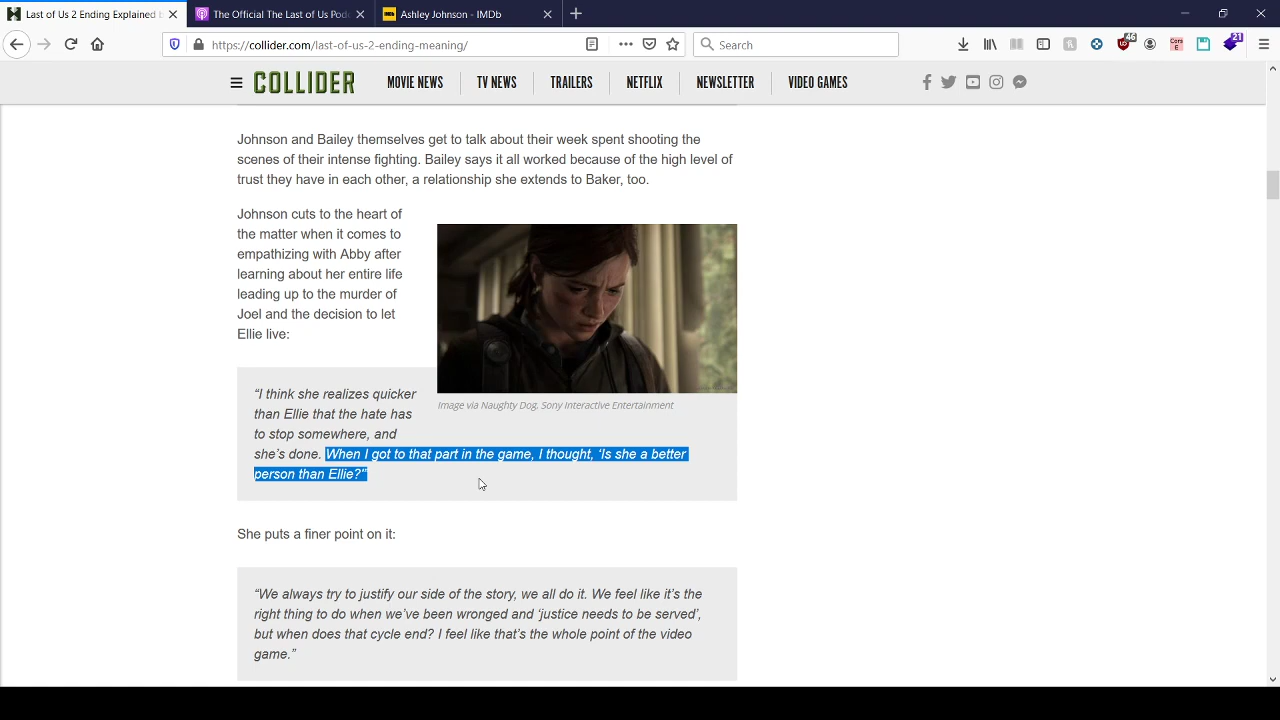 Last of Us 2 Ending Explained b
The Official The Last of Us Pod
Ashley Johnson - IMDb
https://collider.com/last-of-us-2-ending-meaning/
Search
46
21
COLLIDER
MOVIE NEWS
TV NEWS
TRAILERS
NETFLIX
NEWSLETTER
VIDEO GAMES
Johnson and Bailey themselves get to talk about their week spent shooting the
scenes of their intense fighting. Bailey says it all worked because of the high level of
trust they have in each other, a relationship she extends to Baker, too.
Johnson cuts to the heart of
the matter when it comes to
empathizing with Abby after
learning about her entire life
leading up to the murder of
Joel and the decision to let
Ellie live:
Image via Naughty Dog, Sony Interactive Entertainment
“I think she realizes quicker
than Ellie that the hate has
to stop somewhere, and
she’s done. When I got to that part in the game, I thought, ‘Is she a better
person than Ellie?"
She puts a finer point on it:
“We always try to justify our side of the story, we all do it. We feel like it’s the
right thing to do when we’ve been wronged and ‘justice needs to be served’,
but when does that cycle end? I feel like that’s the whole point of the video
game.”